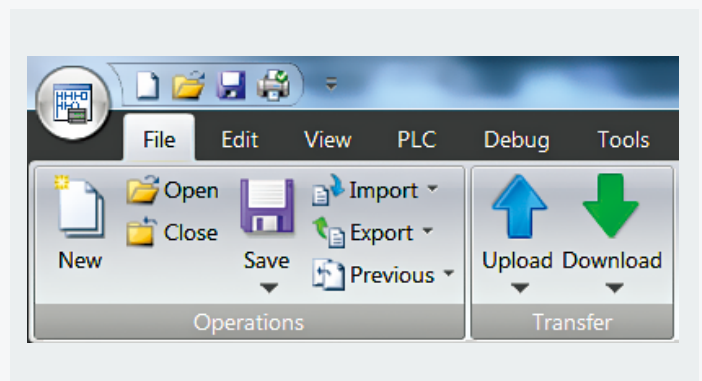 File Edit View PLC Debug Tools
New
Open
Close
Save
Import
Export
Previous
Upload Download
Operations
Transfer